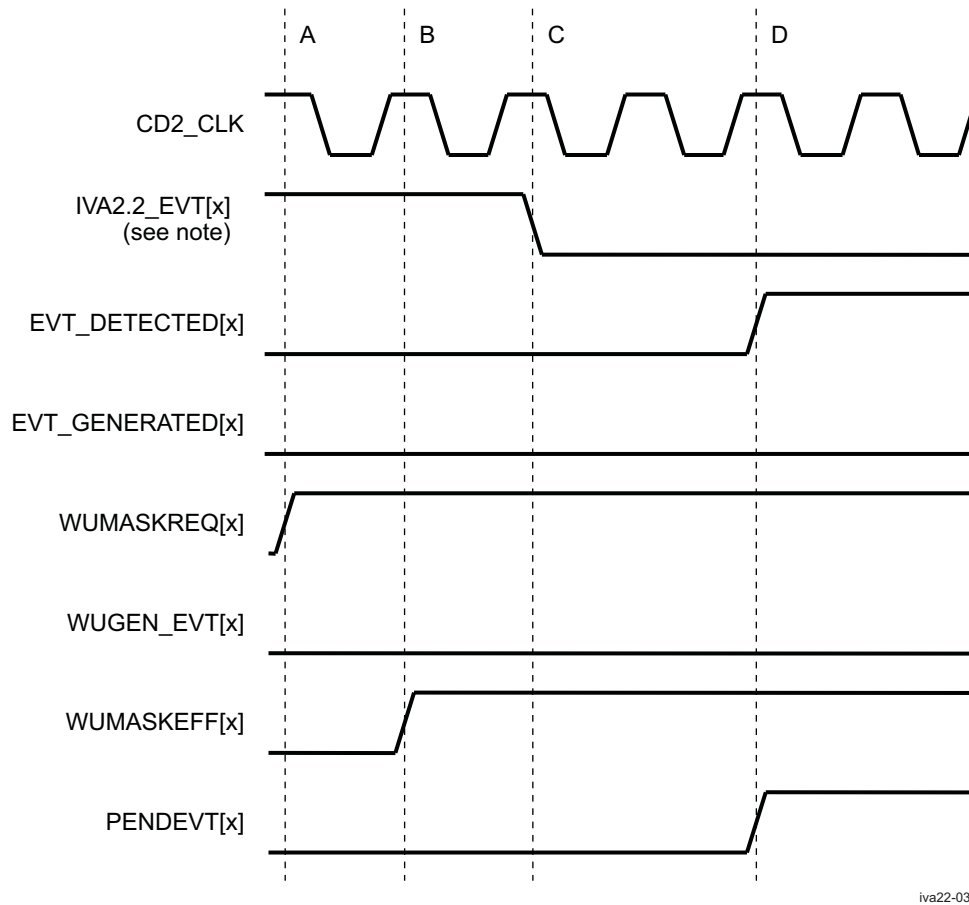 A B C D
CD2_CLK
IVA2.2_EVT[x]
(see note)
EVT_DETECTED[x]
EVT_GENERATED[x]
WUMASKREQ[x]
WUGEN_EVT[x]
WUMASKEFF[x]
PENDEVT[x]
iva22-03